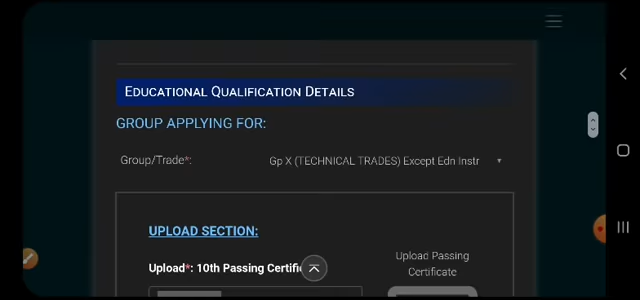 EDUCATIONAL QUALIFICATION DETAILS
GROUP APPLYING FOR:
Group/Trade*: Gp X (TECHNICAL TRADES) Except Edn Instr
UPLOAD SECTION:
Upload Passing
Certificate
Upload*: 10th Passing